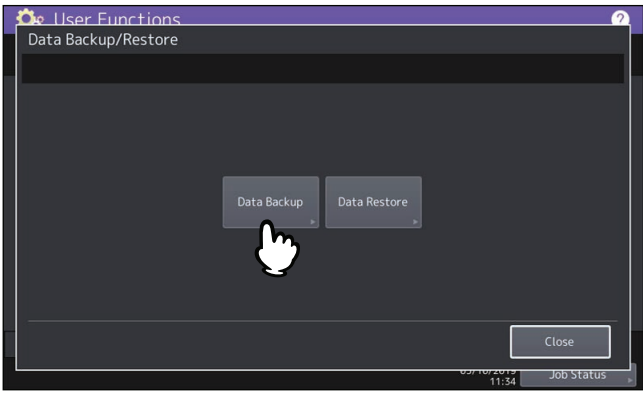 User Functions
?
Data Backup/Restore
Data Backup
Data Restore
Close
11:34
Job Status